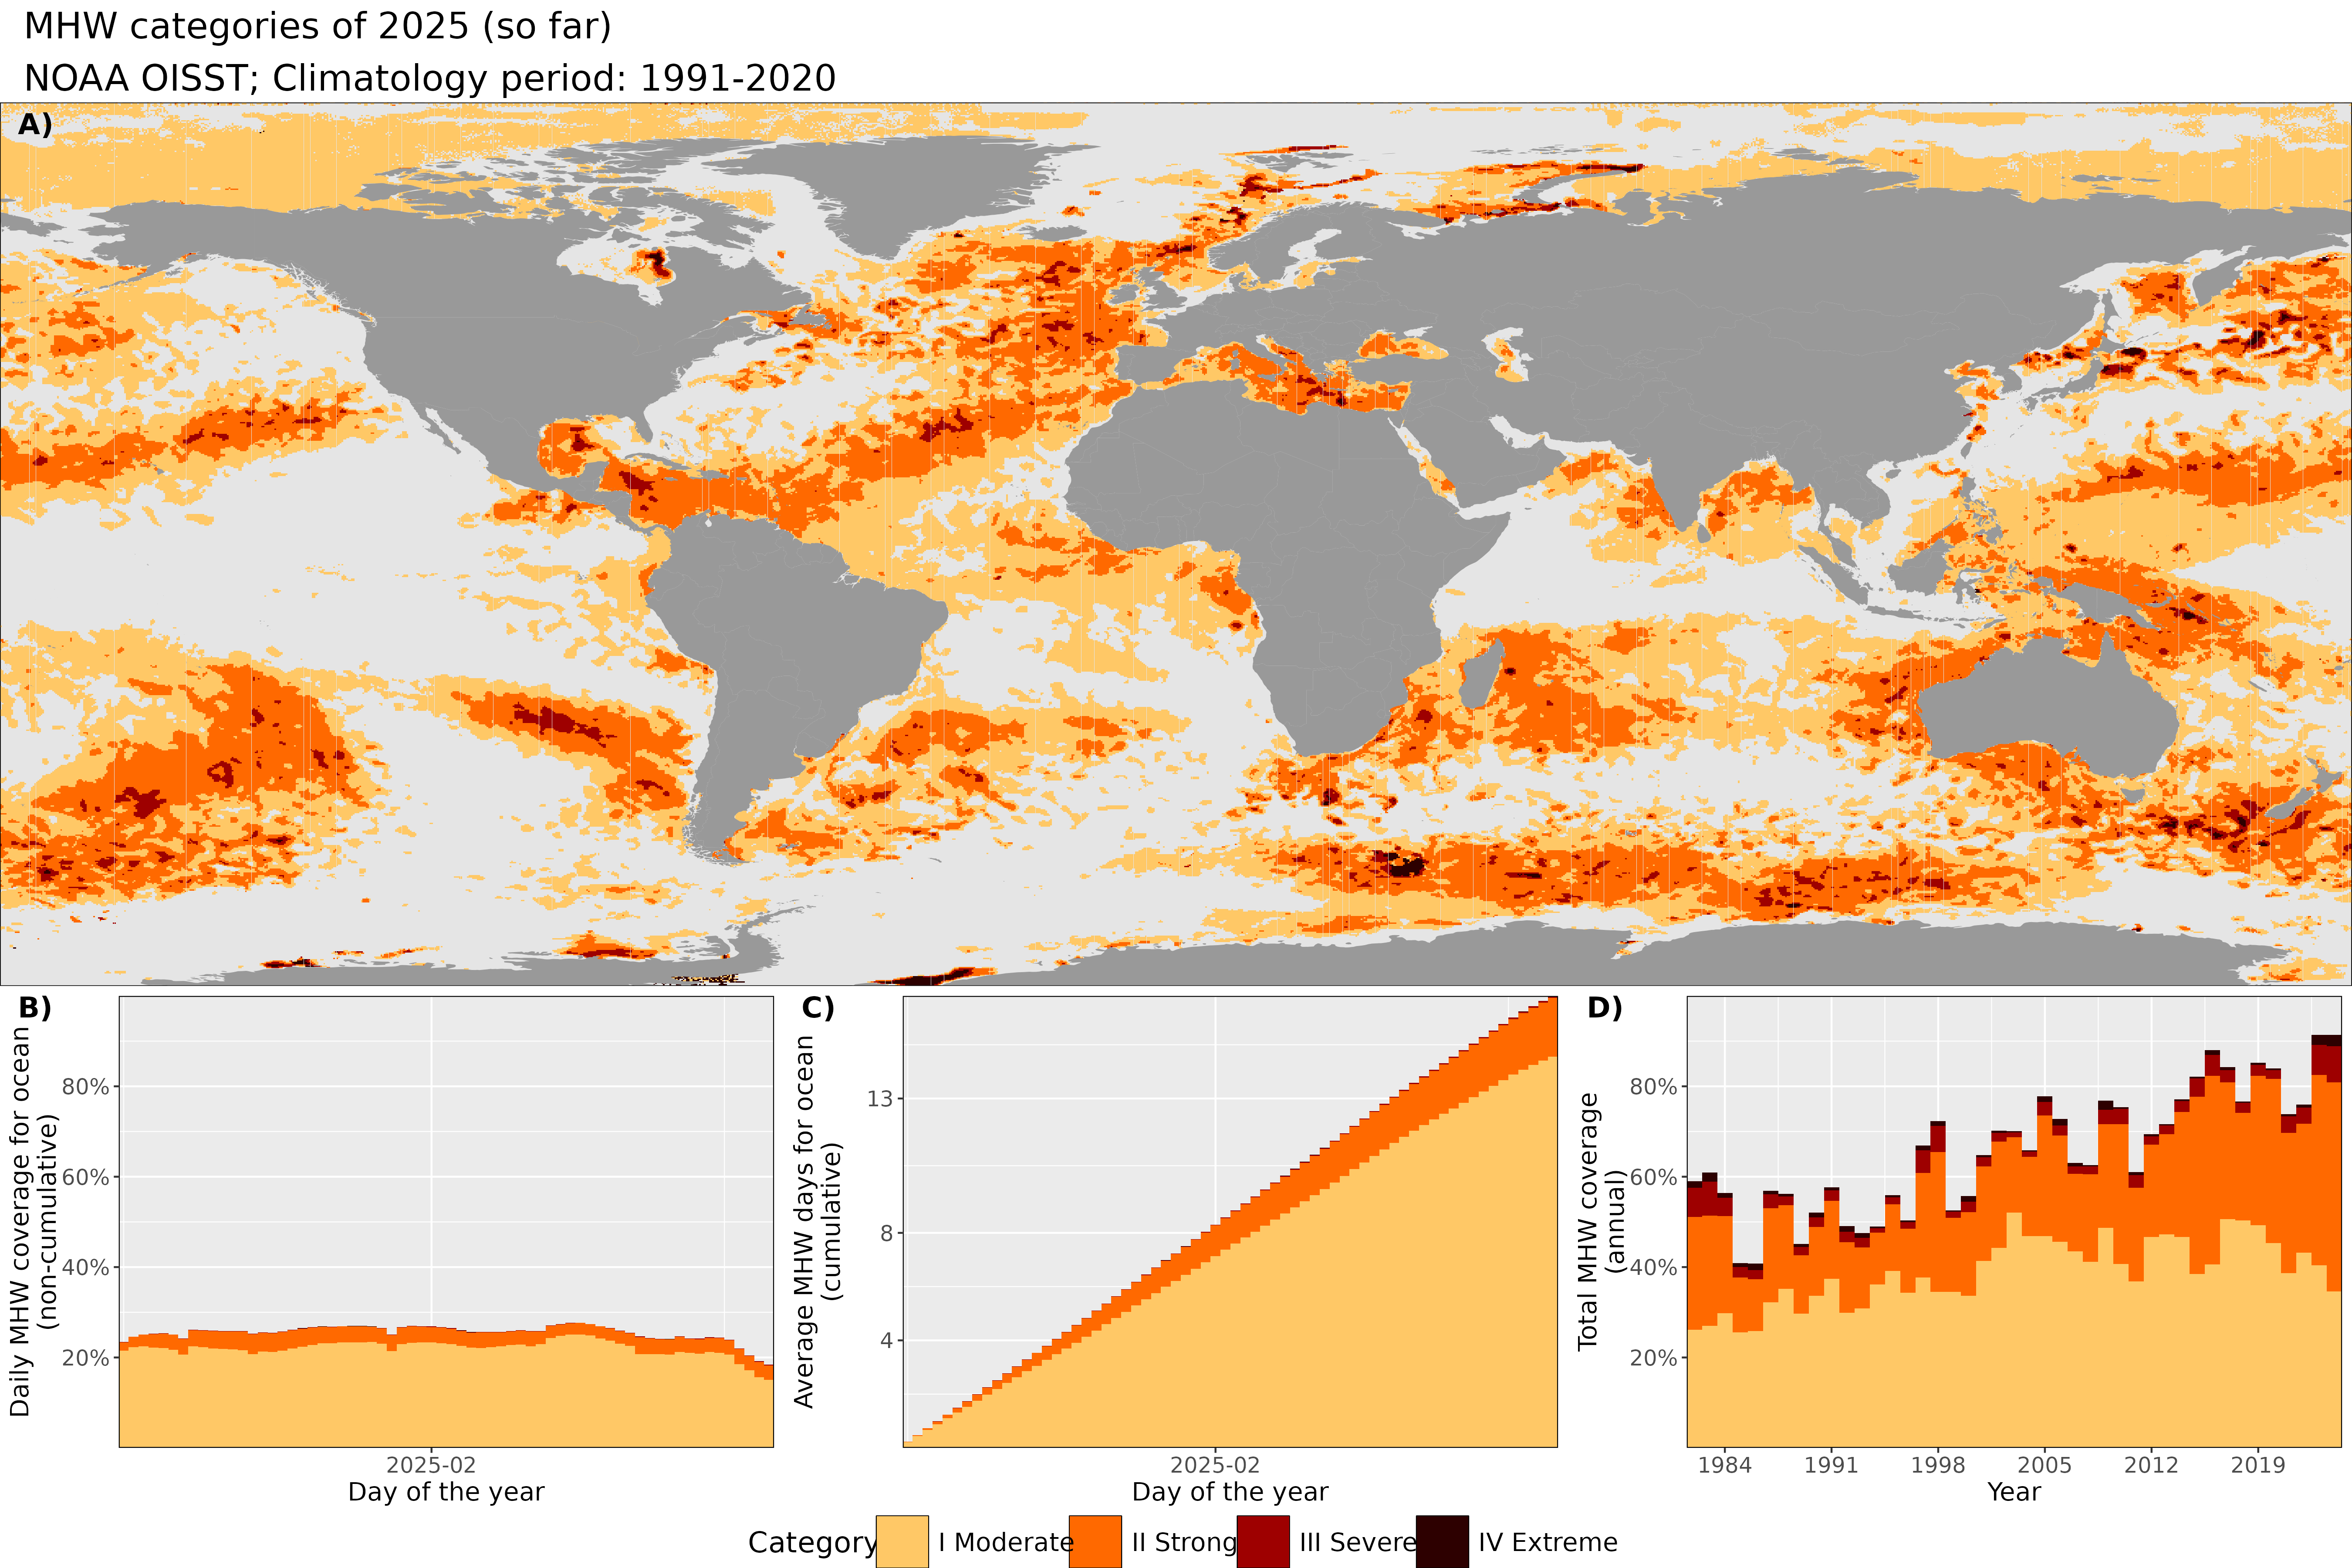 MHW categories of 2025 (so far)
NOAA OISST; Climatology period: 1991-2020
A)
B)
Daily MHW coverage for ocean
(non-cumulative)
80%
60%
40%
20%
2025-02
Day of the year
C)
Average MHW days for ocean
(cumulative)
13
8
4
2025-02
Day of the year
D)
Total MHW coverage
(annual)
80%
60%
40%
20%
1984 1991 1998 2005 2012 2019
Year
Category I Moderate II Strong III Severe IV Extreme